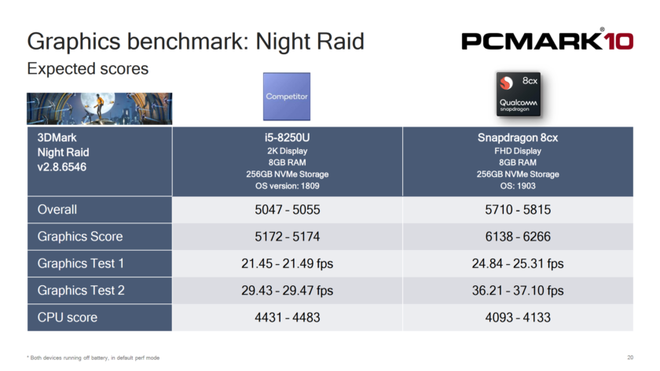 Graphics benchmark: Night Raid
PCMARK®10
Expected scores
Competitor
8cx
Qualcomm
snapdragon
3DMark
Night Raid
v2.8.6546
i5-8250U
2K Display
8GB RAM
256GB NVMe Storage
OS version: 1809
Snapdragon 8cx
FHD Display
8GB RAM
256GB NVMe Storage
OS: 1903
Overall 5047 - 5055 5710 - 5815
Graphics Score 5172 - 5174 6138 - 6266
Graphics Test 1 21.45 - 21.49 fps 24.84 - 25.31 fps
Graphics Test 2 29.43 - 29.47 fps 36.21 - 37.10 fps
CPU score 4431 - 4483 4093 - 4133
* Both devices running off battery, in default perf mode
20